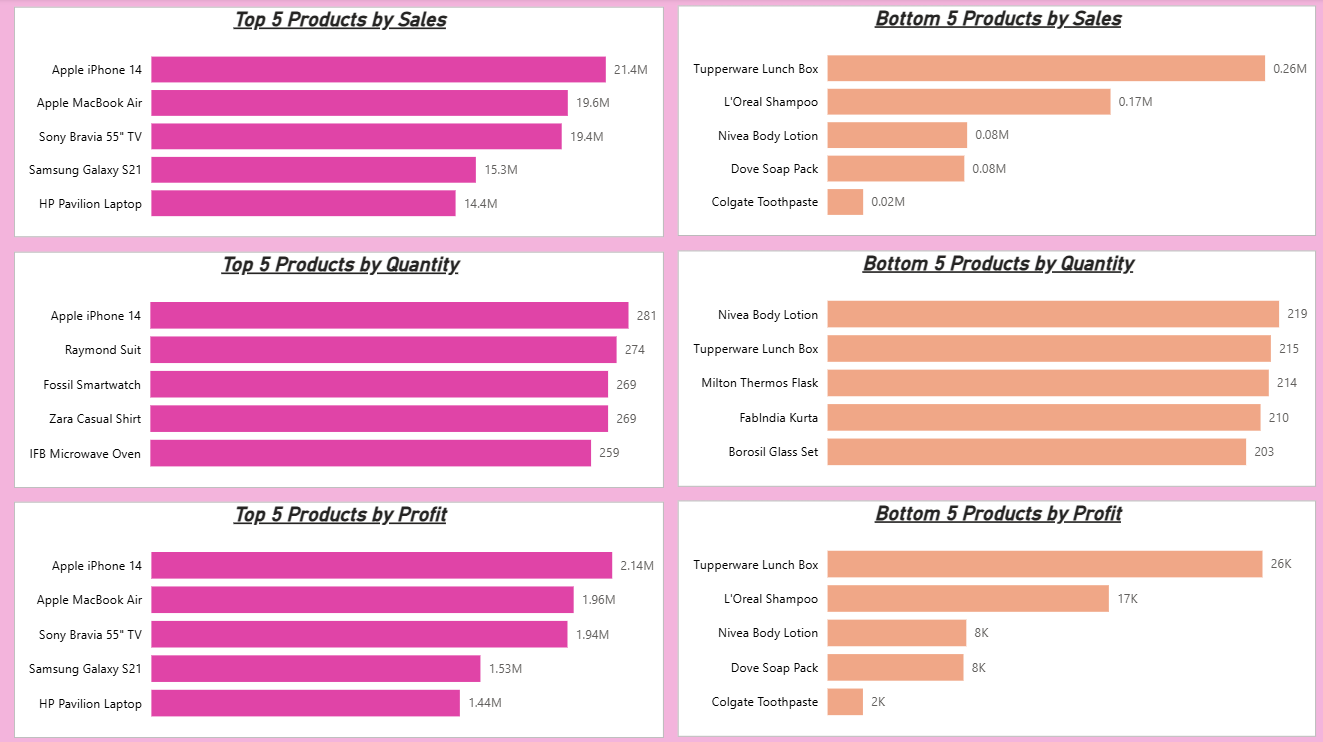 Top 5 Products by Sales
Apple iPhone 14 21.4M
Apple MacBook Air 19.6M
Sony Bravia 55" TV 19.4M
Samsung Galaxy S21 15.3M
HP Pavilion Laptop 14.4M
Bottom 5 Products by Sales
Tupperware Lunch Box 0.26M
L'Oreal Shampoo 0.17M
Nivea Body Lotion 0.08M
Dove Soap Pack 0.08M
Colgate Toothpaste 0.02M
Top 5 Products by Quantity
Apple iPhone 14 281
Raymond Suit 274
Fossil Smartwatch 269
Zara Casual Shirt 269
IFB Microwave Oven 259
Bottom 5 Products by Quantity
Nivea Body Lotion 219
Tupperware Lunch Box 215
Milton Thermos Flask 214
FabIndia Kurta 210
Borosil Glass Set 203
Top 5 Products by Profit
Apple iPhone 14 2.14M
Apple MacBook Air 1.96M
Sony Bravia 55" TV 1.94M
Samsung Galaxy S21 1.53M
HP Pavilion Laptop 1.44M
Bottom 5 Products by Profit
Tupperware Lunch Box 26K
L'Oreal Shampoo 17K
Nivea Body Lotion 8K
Dove Soap Pack 8K
Colgate Toothpaste 2K